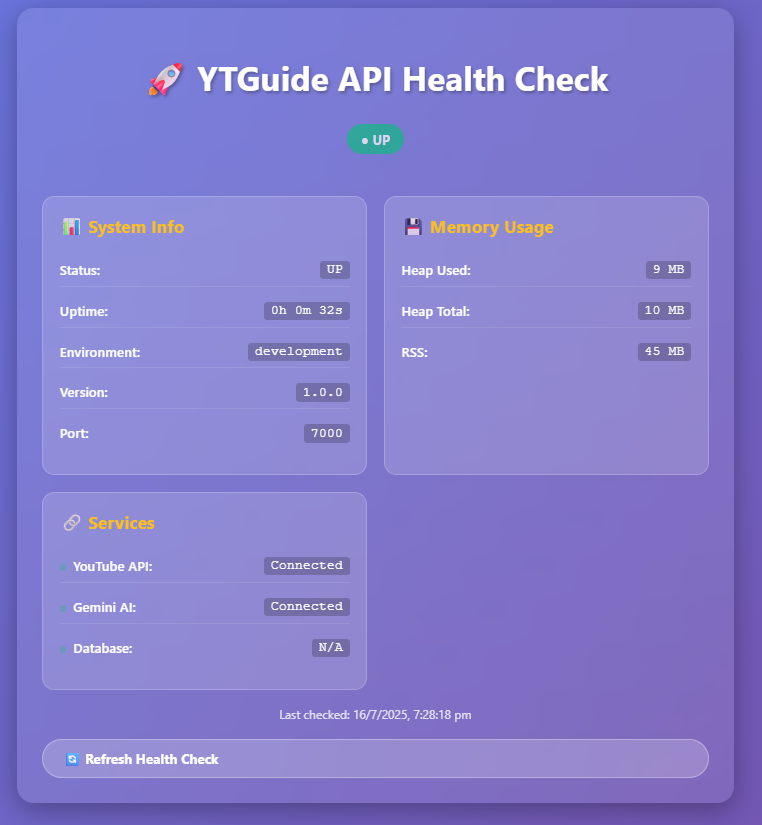 🚀 YTGuide API Health Check
● UP
📊 System Info
Status: UP
Uptime: 0h 0m 32s
Environment: development
Version: 1.0.0
Port: 7000
💾 Memory Usage
Heap Used: 9 MB
Heap Total: 10 MB
RSS: 45 MB
🔗 Services
YouTube API: Connected
Gemini AI: Connected
Database: N/A
Last checked: 16/7/2025, 7:28:18 pm
🔄 Refresh Health Check